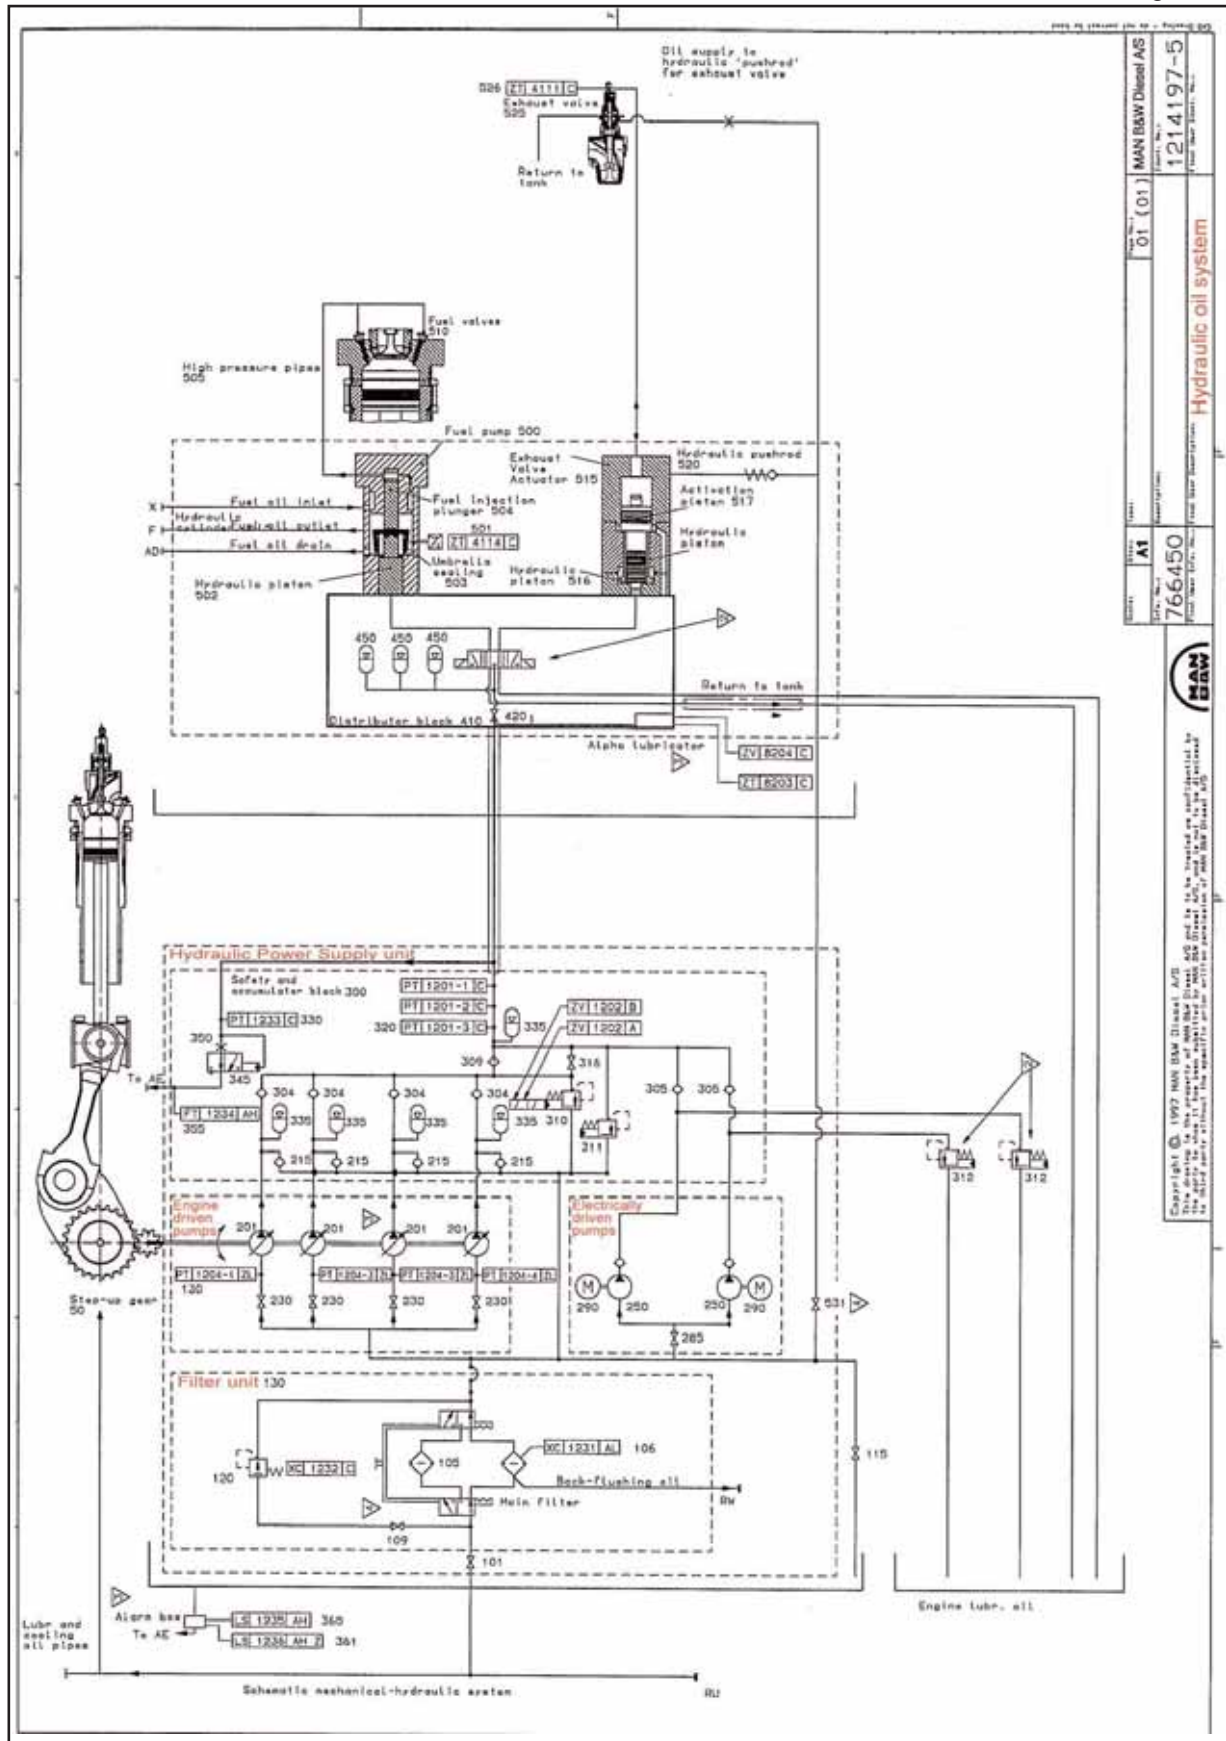 Oil supply to
hydraulic 'pushrod'
for exhaust valve
526 ZT 4111 C
Exhaust valve
525
Return to
tank
Fuel valves
510
High pressure pipes
505
Fuel pump 500
Exhaust
Valve
Actuator 515
Hydraulic pushrod
520
Activation
piston 517
X
Fuel oil inlet
Fuel injection
plunger 504
F
Hydraulic
outlet
501
ZT 4114 C
Hydraulic
piston
AD
Fuel oil drain
Umbrella
sealing
503
Hydraulic piston
502
Hydraulic
piston 516
450 450 450
Return to tank
Distributor block 410
420
Alpha lubricator
ZV 8204 C
ZT 8203 C
Hydraulic Power Supply unit
Safety and
accumulator block 300
PT 1201-1 C
PT 1201-2 C
320 PT 1201-3 C
335
ZV 1202 B
ZV 1202 A
PT 1233 C 330
350
345
309
316
305 305
To AE
304 304 304 304
335 335 335 335 310
311
PT 1234 AH
355
215 215 215 215
312 312
Engine
driven
pumps
201 201 201 201
Electrically
driven
pumps
PT 1204-1 ZL
PT 1204-2 ZL
PT 1204-3 ZL
PT 1204-4 ZL
130
230 230 230 230
M
290
250
250
M
290
285
531
Step-up gear
50
Filter unit 130
120
XC 1232 C
105
XC 1231 AL 106
Back-flushing oil
RW
Main filter
109
101
115
Alarm box
To AE
LS 1235 AH 360
LS 1236 AH Z 361
Lubr and
cooling
oil pipes
Engine lubr. oil
Schematic mechanical-hydraulic system
RU
MAN B&W Diesel A/S
1214197-5
01 (01)
Hydraulic oil system
A1
766450
MAN
B&W
Copyright © 1997 MAN B&W Diesel A/S